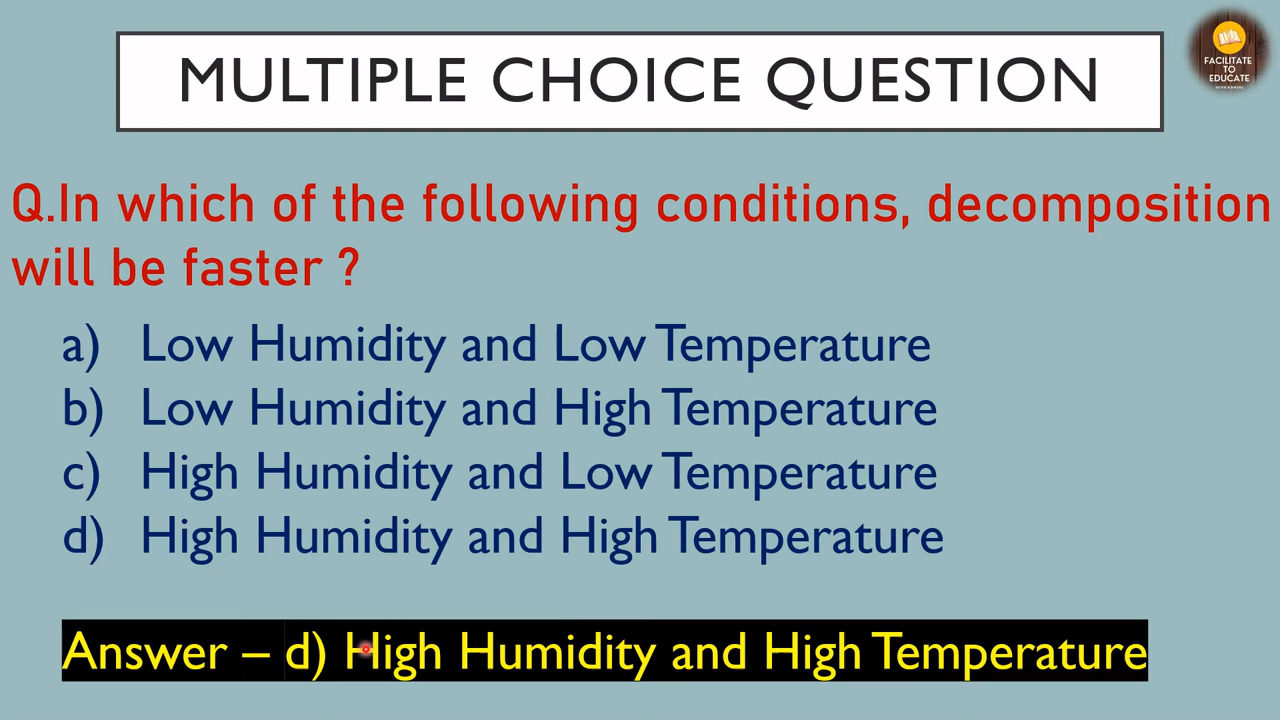 MULTIPLE CHOICE QUESTION
FACILITATE
TO
EDUCATE
Q.In which of the following conditions, decomposition
will be faster ?
a) Low Humidity and Low Temperature
b) Low Humidity and High Temperature
c) High Humidity and Low Temperature
d) High Humidity and High Temperature
Answer – d) High Humidity and High Temperature